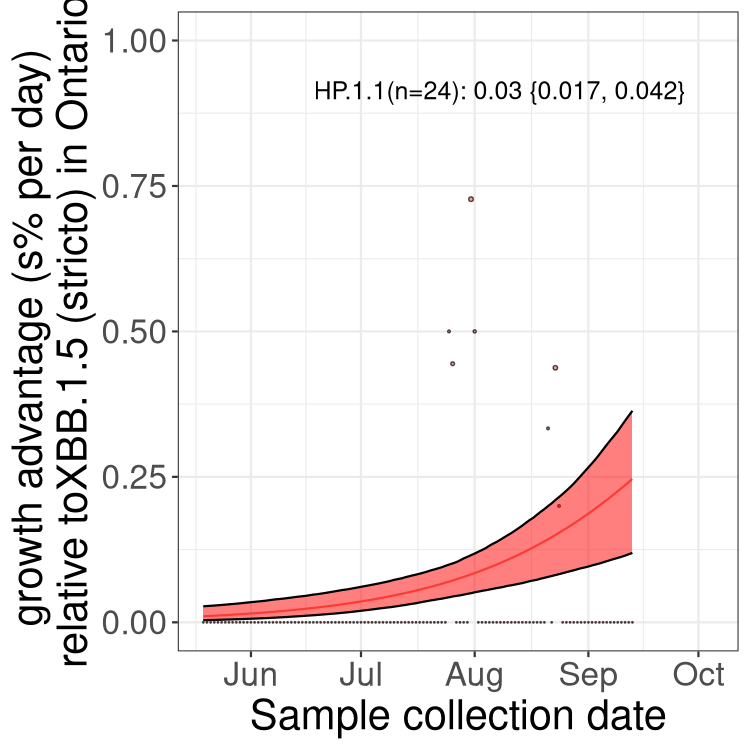 growth advantage (s% per day)
relative toXBB.1.5 (stricto) in Ontario
1.00
0.75
0.50
0.25
0.00
HP.1.1(n=24): 0.03 {0.017, 0.042}
Jun Jul Aug Sep Oct
Sample collection date